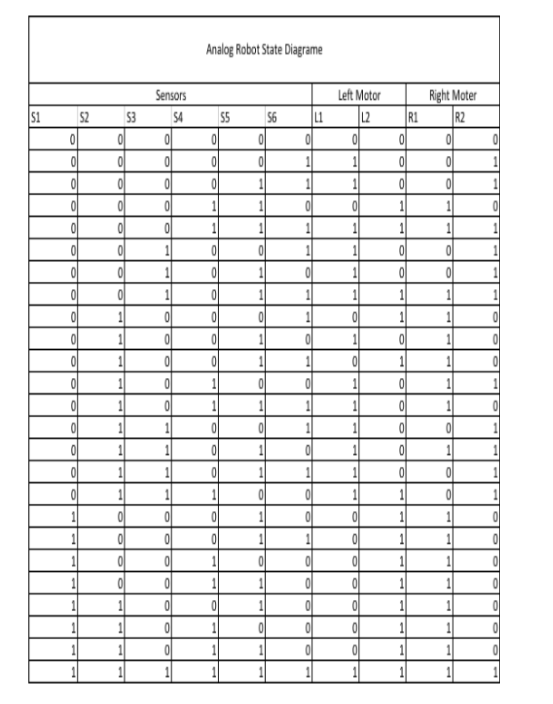 Analog Robot State Diagrame
Sensors Left Motor Right Moter
S1 S2 S3 S4 S5 S6 L1 L2 R1 R2
0 0 0 0 0 0 0 0 0 0
0 0 0 0 0 1 1 0 0 1
0 0 0 0 1 1 1 0 0 1
0 0 0 1 1 0 0 1 1 0
0 0 0 1 1 1 1 1 1 1
0 0 1 0 0 1 1 0 0 1
0 0 1 0 1 0 1 0 0 1
0 0 1 0 1 1 1 1 1 1
0 1 0 0 0 1 0 1 1 0
0 1 0 0 1 0 1 0 1 0
0 1 0 0 1 1 0 1 1 0
0 1 0 1 0 0 1 0 1 1
0 1 0 1 1 1 1 0 1 0
0 1 1 0 0 1 1 0 0 1
0 1 1 0 1 0 1 0 1 1
0 1 1 0 1 1 1 0 0 1
0 1 1 1 0 0 1 1 0 1
1 0 0 0 1 0 0 1 1 0
1 0 0 0 1 1 0 1 1 0
1 0 0 1 0 0 0 1 1 0
1 0 0 1 1 0 0 1 1 0
1 1 0 0 1 0 0 1 1 0
1 1 0 1 0 0 0 1 1 0
1 1 0 1 1 0 0 1 1 0
1 1 1 1 1 1 1 1 1 1